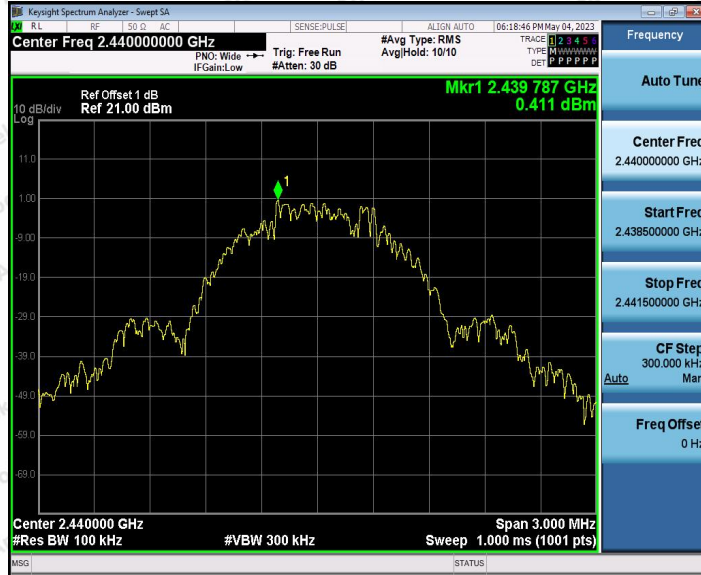 Keysight Spectrum Analyzer - Swept SA
LXI RL RF 50 Ω AC SENSE:PULSE ALIGN AUTO 06:18:46 PM May 04, 2023
Center Freq 2.440000000 GHz
PNO: Wide
IFGain:Low
Trig: Free Run
#Atten: 30 dB
#Avg Type: RMS
Avg|Hold: 10/10
TRACE 1 2 3 4 5 6
TYPE M W W W W W
DET P P P P P P
Ref Offset 1 dB
10 dB/div Ref 21.00 dBm
Log
Mkr1 2.439 787 GHz
0.411 dBm
1
11.0
1.00
-9.00
-19.0
-29.0
-39.0
-49.0
-59.0
-69.0
Center 2.440000 GHz Span 3.000 MHz
#Res BW 100 kHz #VBW 300 kHz Sweep 1.000 ms (1001 pts)
MSG STATUS
Frequency
Auto Tune
Center Freq
2.440000000 GHz
Start Freq
2.438500000 GHz
Stop Freq
2.441500000 GHz
CF Step
300.000 kHz
Auto Man
Freq Offset
0 Hz